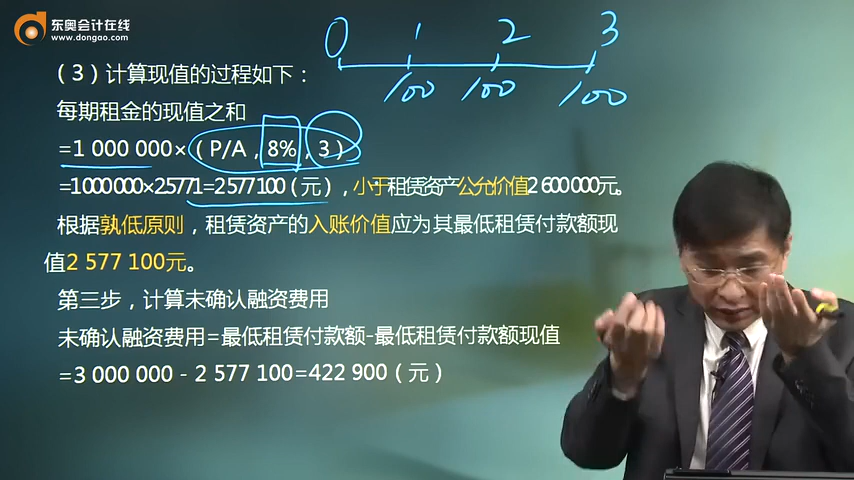 东奥会计在线
www.dongao.com
0 1 2 3
100 100 100
（3）计算现值的过程如下：
每期租金的现值之和
=1 000 000×（P/A，8%，3）
=1000000×25771=2577100（元），小于租赁资产公允价值2 600000元。
根据孰低原则，租赁资产的入账价值应为其最低租赁付款额现
值2 577 100元。
第三步，计算未确认融资费用
未确认融资费用=最低租赁付款额-最低租赁付款额现值
=3 000 000－2 577 100=422 900（元）